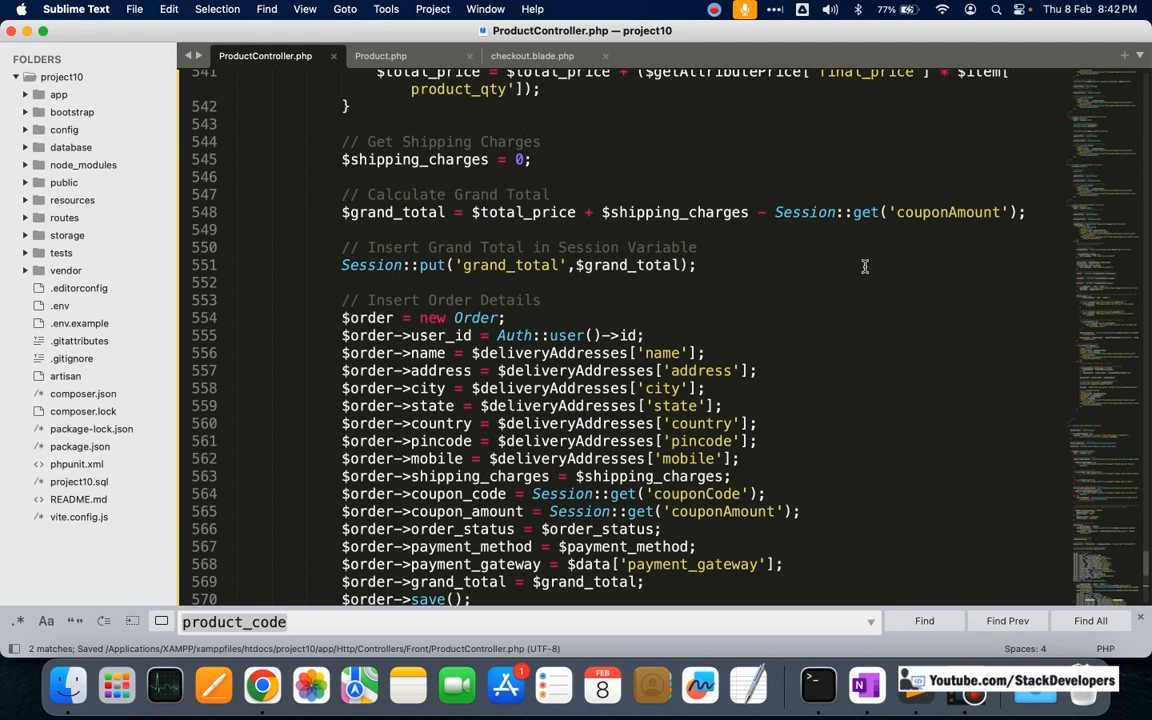 Sublime Text File Edit Selection Find View Goto Tools Project Window Help 77% Thu 8 Feb 8:42 PM
ProductController.php — project10
FOLDERS
project10
app
bootstrap
config
database
node_modules
public
resources
routes
storage
tests
vendor
.editorconfig
.env
.env.example
.gitattributes
.gitignore
artisan
composer.json
composer.lock
package-lock.json
package.json
phpunit.xml
project10.sql
README.md
vite.config.js
ProductController.php × Product.php × checkout.blade.php ×
541 $total_price = $total_price + ($getAttributePrice['final_price'] * $item['
product_qty']);
542 }
543
544 // Get Shipping Charges
545 $shipping_charges = 0;
546
547 // Calculate Grand Total
548 $grand_total = $total_price + $shipping_charges - Session::get('couponAmount');
549
550 // Insert Grand Total in Session Variable
551 Session::put('grand_total',$grand_total);
552
553 // Insert Order Details
554 $order = new Order;
555 $order->user_id = Auth::user()->id;
556 $order->name = $deliveryAddresses['name'];
557 $order->address = $deliveryAddresses['address'];
558 $order->city = $deliveryAddresses['city'];
559 $order->state = $deliveryAddresses['state'];
560 $order->country = $deliveryAddresses['country'];
561 $order->pincode = $deliveryAddresses['pincode'];
562 $order->mobile = $deliveryAddresses['mobile'];
563 $order->shipping_charges = $shipping_charges;
564 $order->coupon_code = Session::get('couponCode');
565 $order->coupon_amount = Session::get('couponAmount');
566 $order->order_status = $order_status;
567 $order->payment_method = $payment_method;
568 $order->payment_gateway = $data['payment_gateway'];
569 $order->grand_total = $grand_total;
570 $order->save();
.* Aa “” product_code Find Find Prev Find All
2 matches; Saved /Applications/XAMPP/xamppfiles/htdocs/project10/app/Http/Controllers/Front/ProductController.php (UTF-8) Spaces: 4 PHP
1
FEB
8
Youtube.com/StackDevelopers